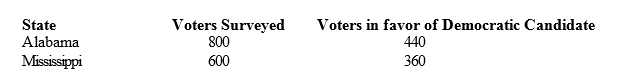 State Voters Surveyed Voters in favor of Democratic Candidate
Alabama 800 440
Mississippi 600 360